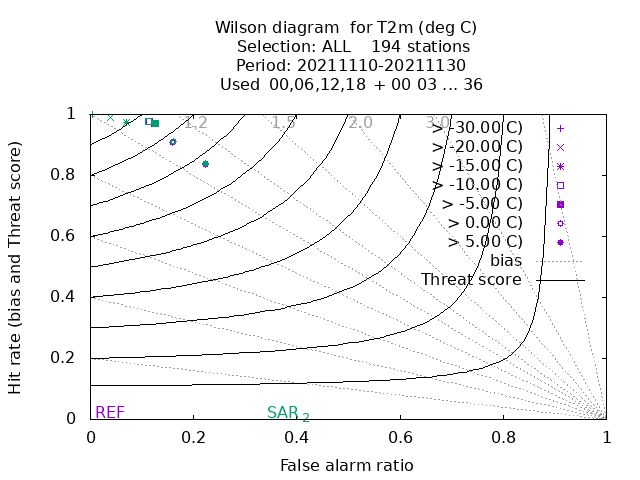 Wilson diagram  for T2m (deg C)
Selection: ALL    194 stations
Period: 20211110-20211130
Used  00,06,12,18  + 00 03 ... 36
Hit rate (bias and Threat score)
1
0.8
0.6
0.4
0.2
0
1.2
1.5
2.0
3.0
> -30.00 C)
> -20.00 C)
> -15.00 C)
> -10.00 C)
> -5.00 C)
> 0.00 C)
> 5.00 C)
bias
Threat score
REF
SAR 2
0
0.2
0.4
0.6
0.8
1
False alarm ratio